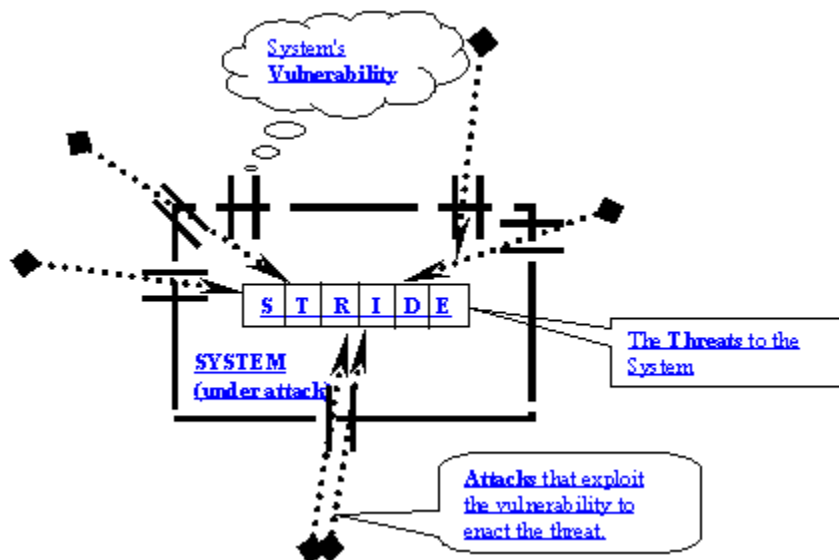 System's
Vulnerability
S T R I D E
The Threats to the
System
SYSTEM
(under attack)
Attacks that exploit
the vulnerability to
enact the threat.